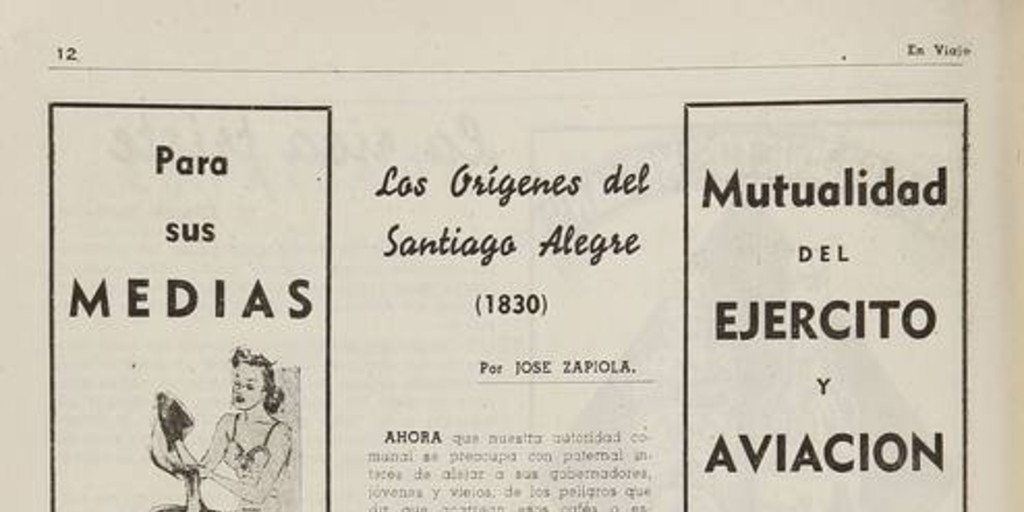 12
En Viaje
Para
sus
MEDIAS
Los Orígenes del
Santiago Alegre
(1830)
Por JOSE ZAPIOLA.
AHORA que nuestra autoridad co-
munal se preocupa con paternal in-
terés de alejar a sus gobernadores,
jóvenes y viejos, de los peligros que
Mutualidad
DEL
EJERCITO
Y
AVIACION